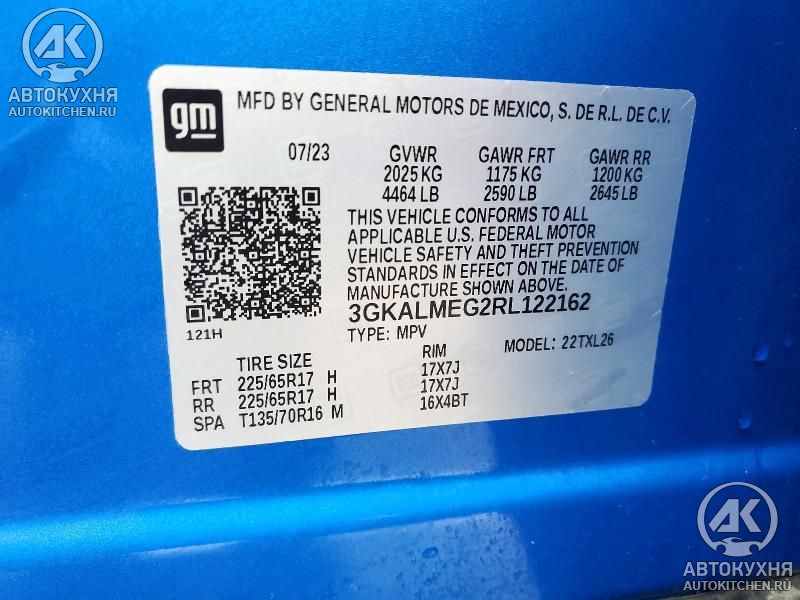 AK
АВТОКУХНЯ
AUTOKITCHEN.RU
gm
MFD BY GENERAL MOTORS DE MEXICO, S. DE R.L. DE C.V.
07/23 GVWR GAWR FRT GAWR RR
2025 KG 1175 KG 1200 KG
4464 LB 2590 LB 2645 LB
THIS VEHICLE CONFORMS TO ALL
APPLICABLE U.S. FEDERAL MOTOR
VEHICLE SAFETY AND THEFT PREVENTION
STANDARDS IN EFFECT ON THE DATE OF
MANUFACTURE SHOWN ABOVE.
3GKALMEG2RL122162
121H
TYPE: MPV MODEL: 22TXL26
TIRE SIZE RIM
FRT 225/65R17 H 17X7J
RR 225/65R17 H 17X7J
SPA T135/70R16 M 16X4BT
AK
АВТОКУХНЯ
AUTOKITCHEN.RU